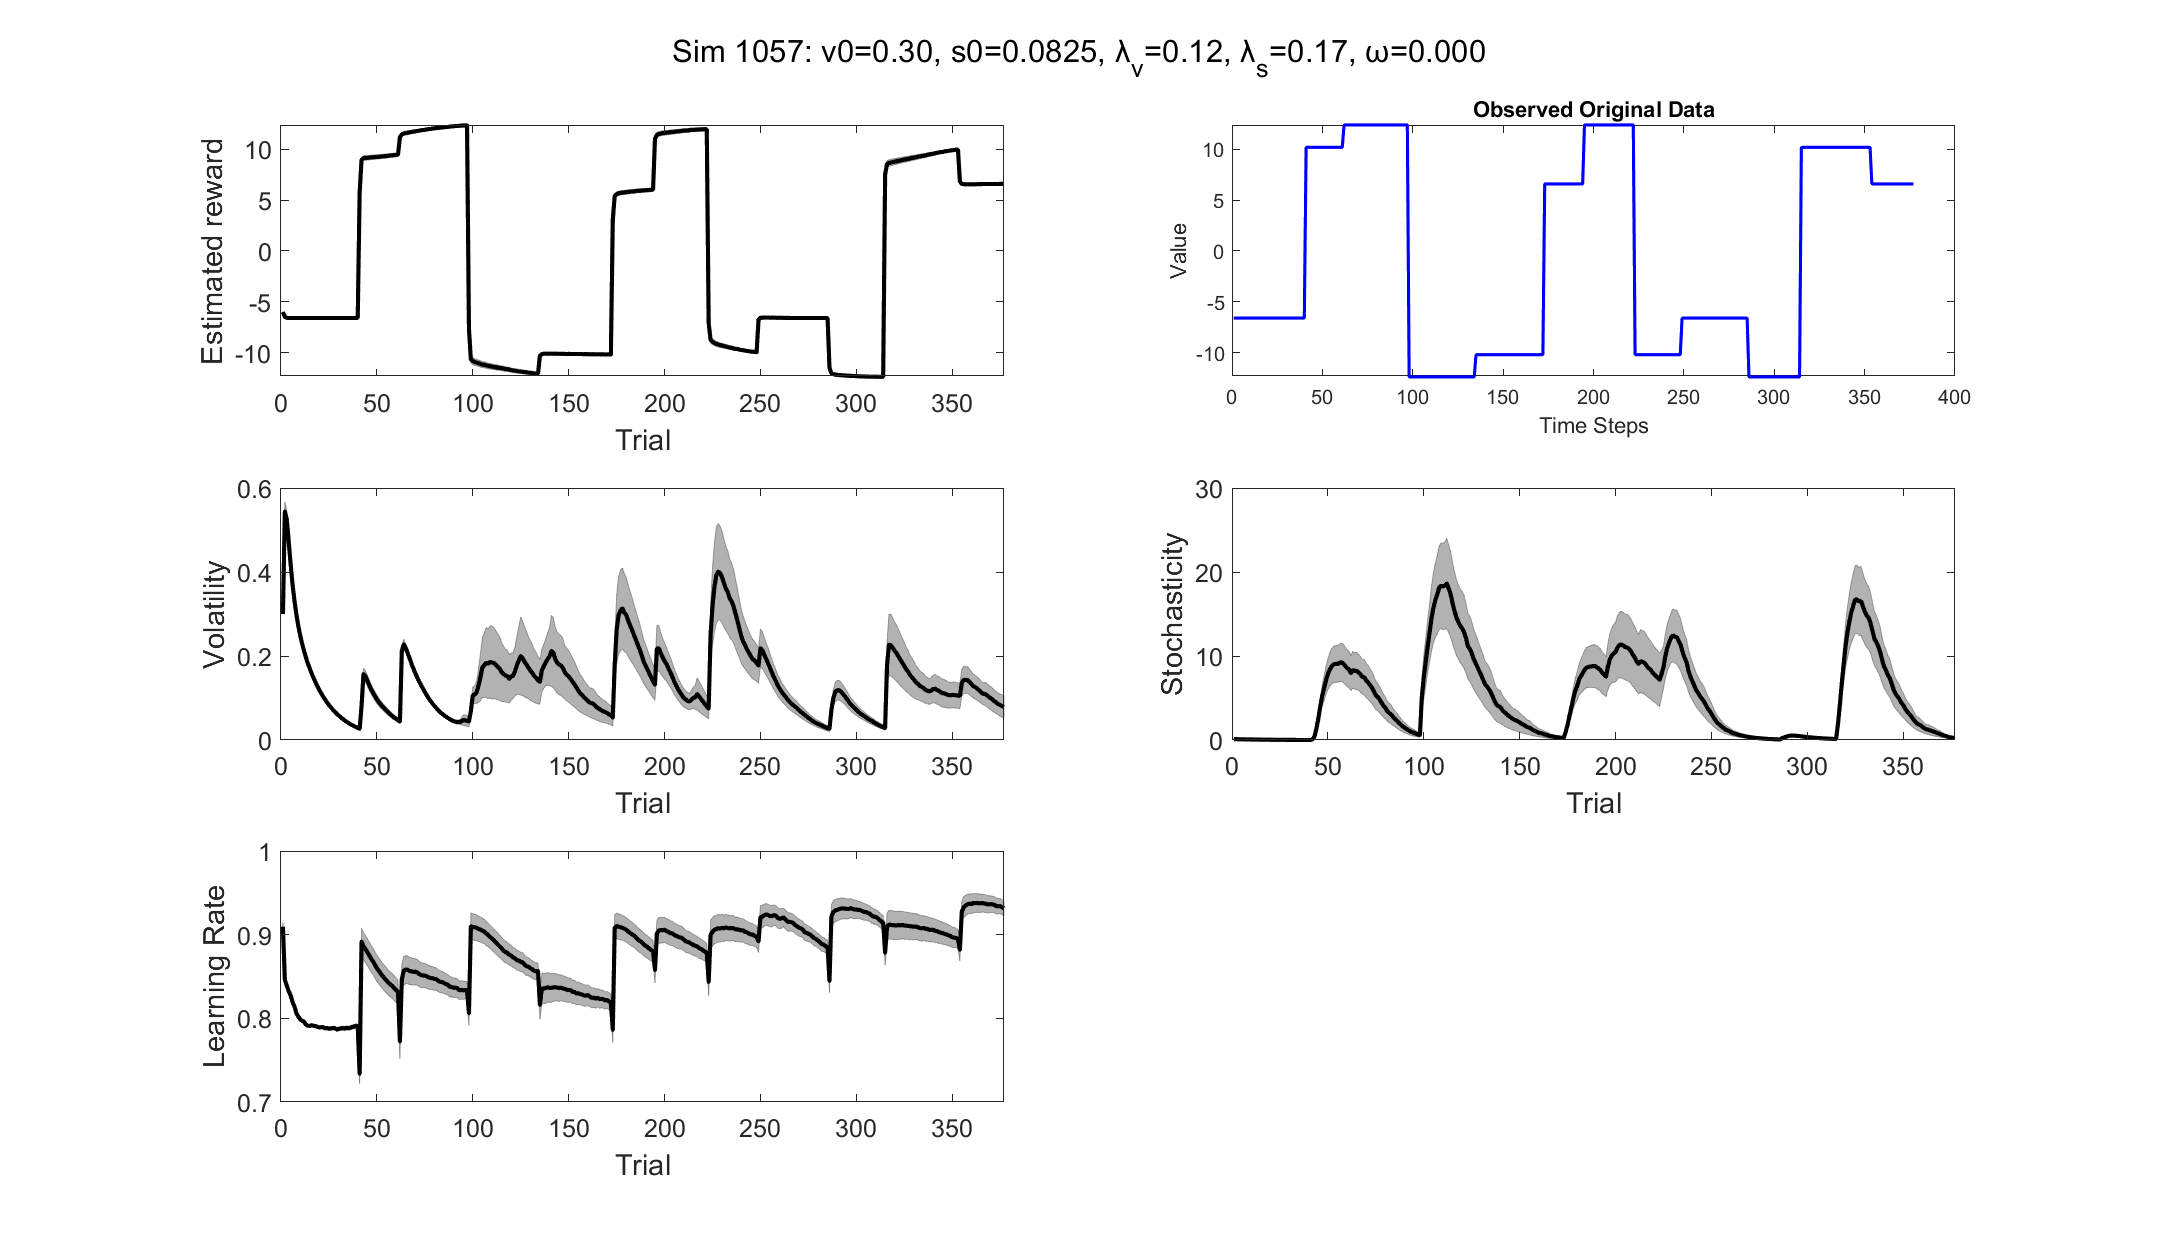 Sim 1057: v0=0.30, s0=0.0825, λv=0.12, λs=0.17, ω=0.000
Estimated reward
10
5
0
-5
-10
0 50 100 150 200 250 300 350
Trial
Observed Original Data
Value
10
5
0
-5
-10
0 50 100 150 200 250 300 350 400
Time Steps
Volatility
0.6
0.4
0.2
0
0 50 100 150 200 250 300 350
Trial
Stochasticity
30
20
10
0
0 50 100 150 200 250 300 350
Trial
Learning Rate
1
0.9
0.8
0.7
0 50 100 150 200 250 300 350
Trial